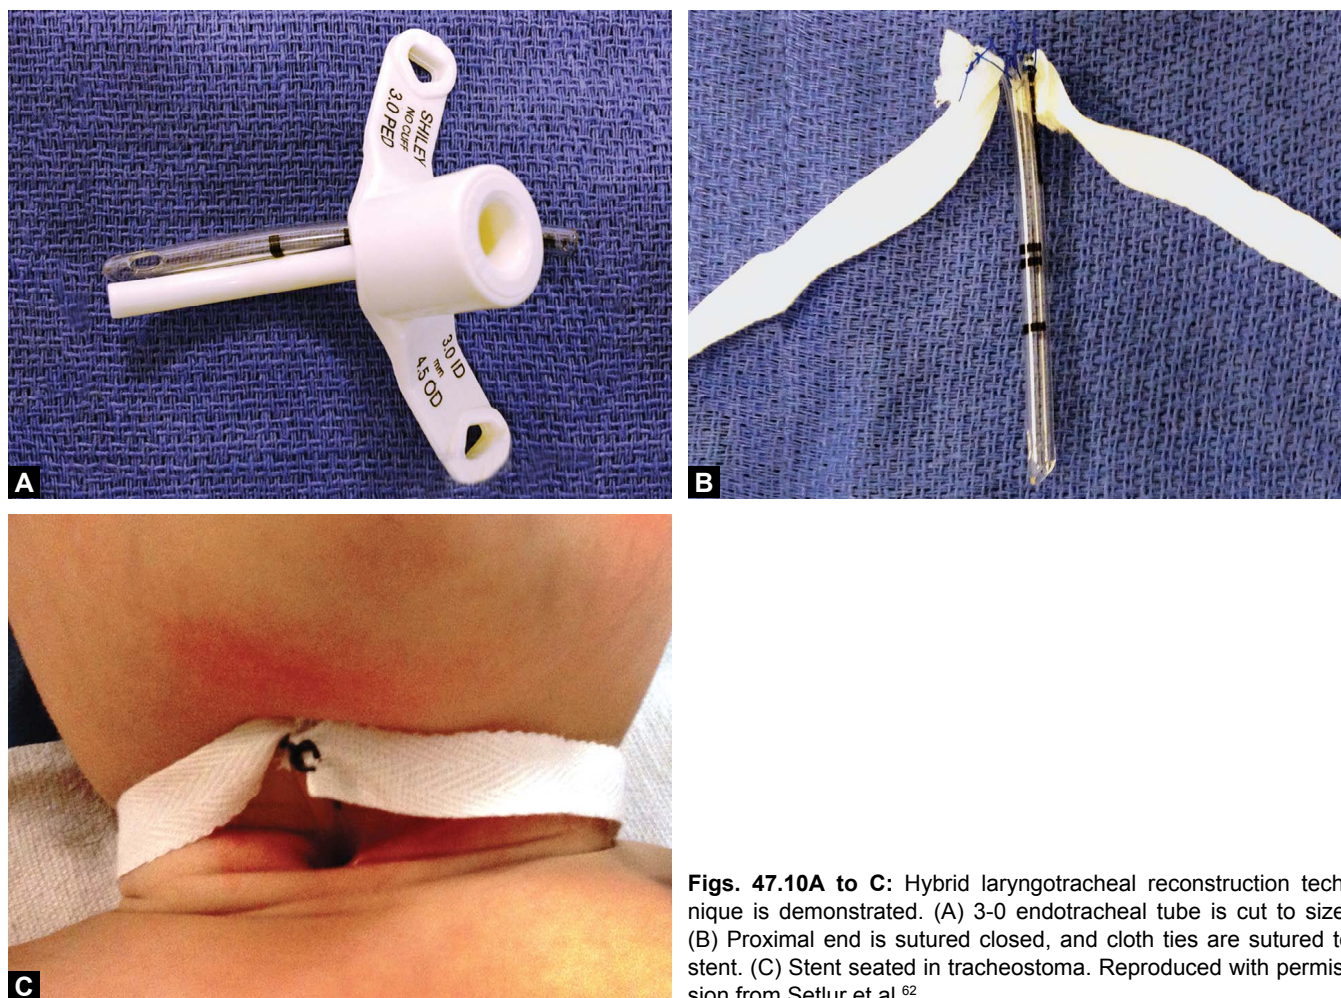 SHILEY
NO CUFF
3.0 PED
3.0 ID
mm
4.5 OD
A
B
C
Figs. 47.10A to C: Hybrid laryngotracheal reconstruction tech-
nique is demonstrated. (A) 3-0 endotracheal tube is cut to size
(B) Proximal end is sutured closed, and cloth ties are sutured t
stent. (C) Stent seated in tracheostoma. Reproduced with permis
sion from Setlur et al.62